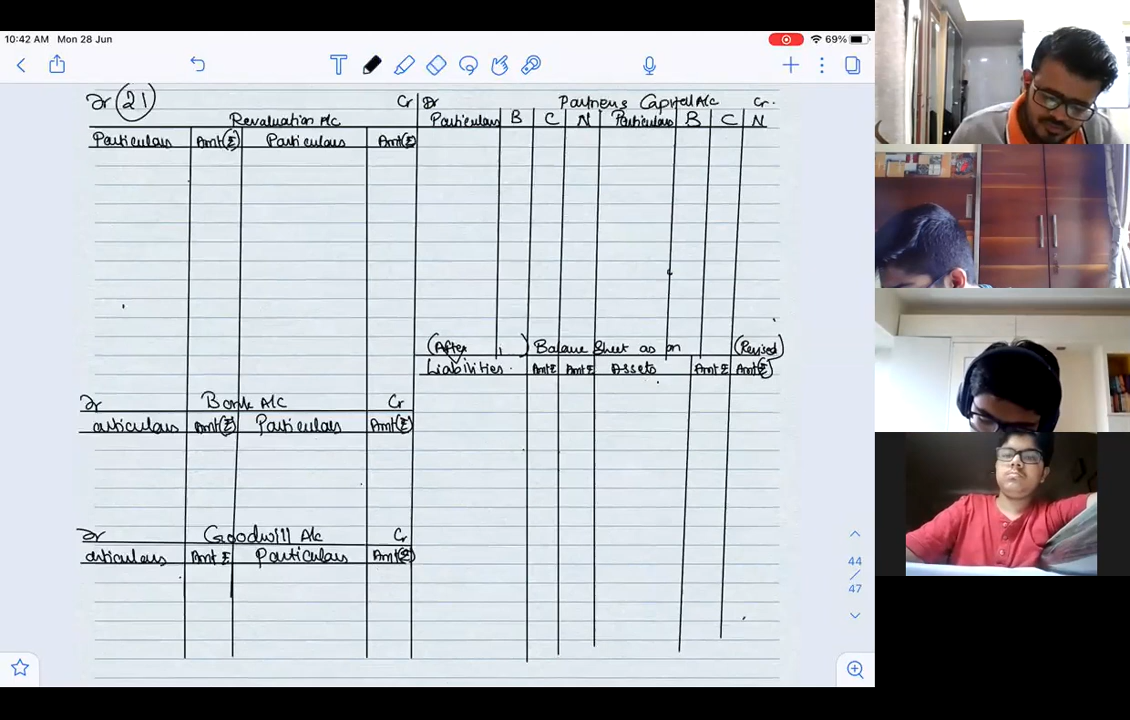 10:42 AM Mon 28 Jun
69%
Dr (21) Cr
Revaluation A/c
Particulars Amt(₹) Particulars Amt(₹)
Dr Partners Capital A/c Cr.
Particulars B C N Particulars B C N
(After ) Balance Sheet as on (Revised)
Liabilities. Amt ₹ Amt ₹ Assets Amt ₹ Amt(₹)
Dr Bank A/c Cr
articulars Amt(₹) Particulars Amt(₹)
Dr Goodwill A/c Cr
articulars Amt ₹ Particulars Amt(₹)
44
/
47